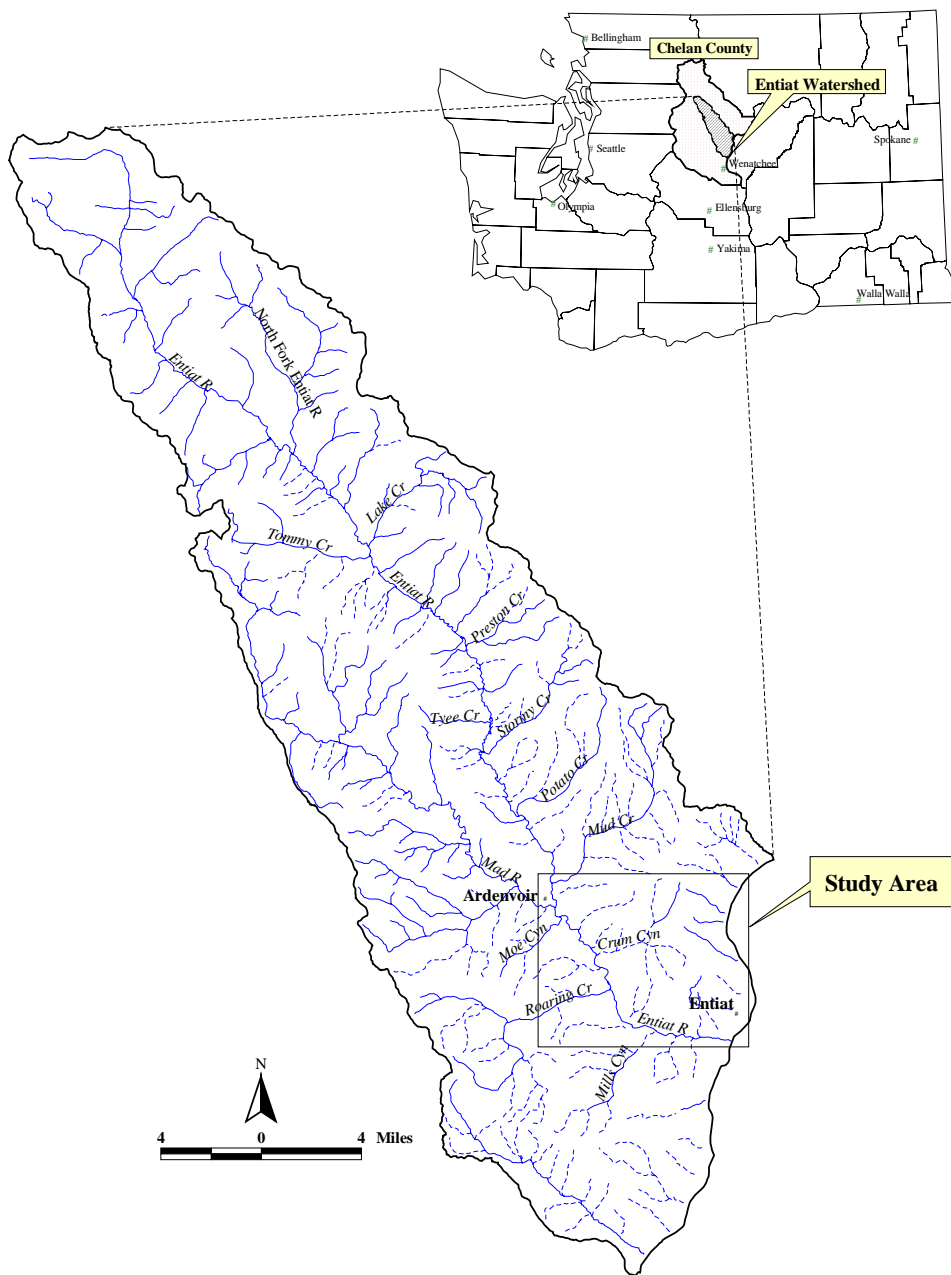 # Bellingham
Chelan County
Entiat Watershed
# Seattle
Spokane #
# Wenatchee
# Olympia
# Ellensburg
# Yakima
Walla Walla
#
North Fork Entiat R
Entiat R
Lake Cr
Tommy Cr
Entiat R
Preston Cr
Tyee Cr
Stormy Cr
Potato Cr
Mud Cr
Mad R
Study Area
Ardenvoir
Moe Cyn
Crum Cyn
Roaring Cr
Entiat
Entiat R
Mills Cyn
N
4 0 4 Miles